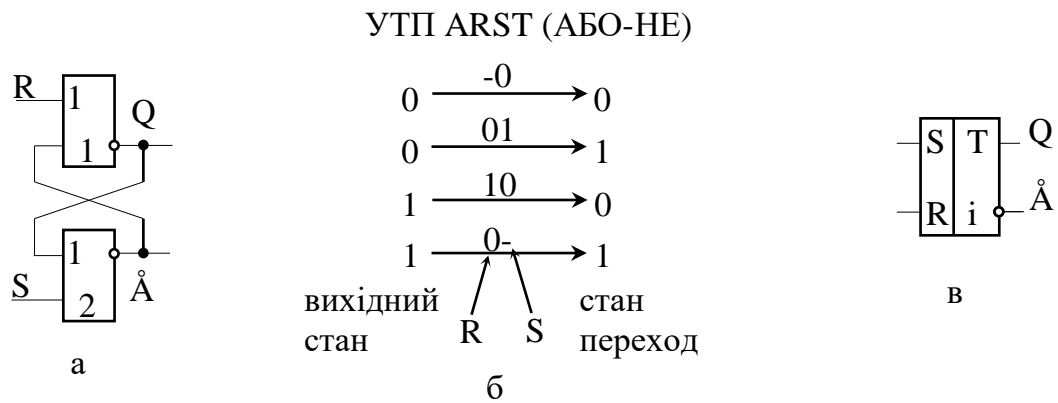 УТП ARST (АБО-НЕ)
R
1
1
Q
1
2
S
Å
а
0 -0 0
0 01 1
1 10 0
1 0- 1
вихідний
стан
R S
стан
переход
б
S T Q
R i Å
в